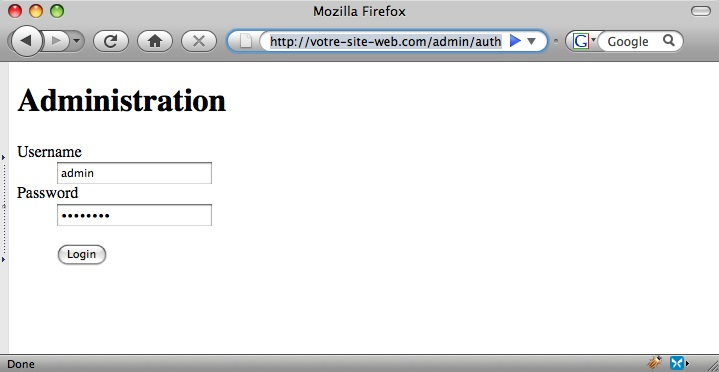 Mozilla Firefox
http://votre-site-web.com/admin/auth
G Google
Administration
Username
admin
Password
••••••••
Login
Done